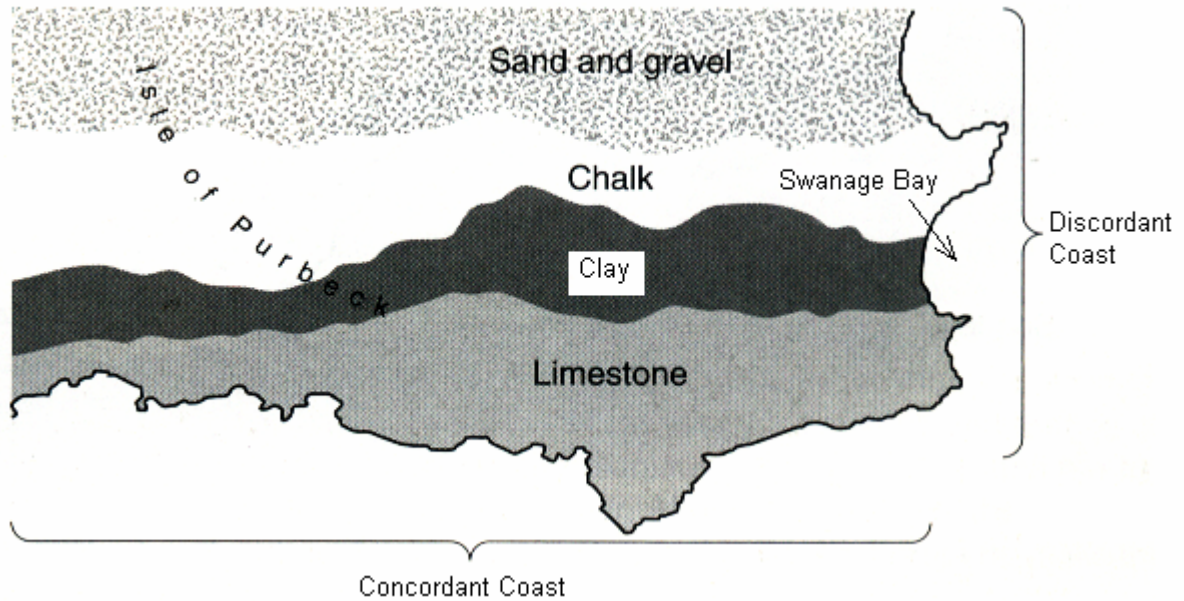 Sand and gravel
Isle of Purbeck
Chalk
Swanage Bay
Discordant
Coast
Clay
Limestone
Concordant Coast